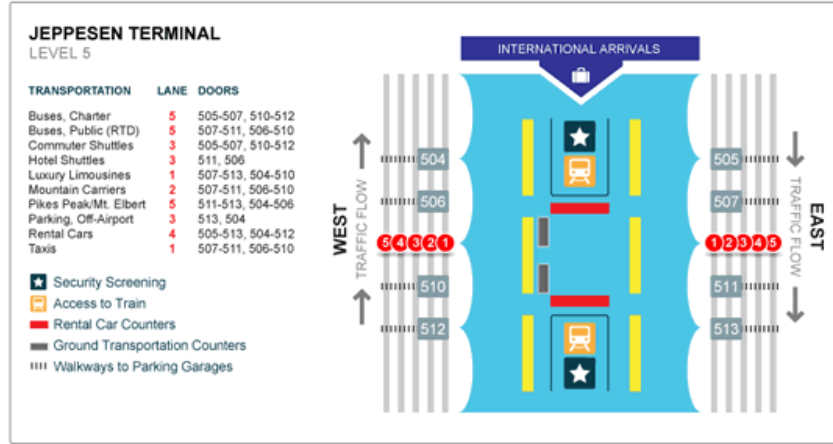 JEPPESEN TERMINAL
LEVEL 5
TRANSPORTATION LANE DOORS
Buses, Charter 5 505-507, 510-512
Buses, Public (RTD) 5 507-511, 506-510
Commuter Shuttles 3 505-507, 510-512
Hotel Shuttles 3 511, 506
Luxury Limousines 1 507-513, 504-510
Mountain Carriers 2 507-511, 506-510
Pikes Peak/Mt. Elbert 5 511-513, 504-506
Parking, Off-Airport 3 513, 504
Rental Cars 4 505-513, 504-512
Taxis 1 507-511, 506-510
Security Screening
Access to Train
Rental Car Counters
Ground Transportation Counters
Walkways to Parking Garages
INTERNATIONAL ARRIVALS
WEST
TRAFFIC FLOW
504
506
5 4 3 2 1
510
512
505
507
1 2 3 4 5
511
513
TRAFFIC FLOW
EAST